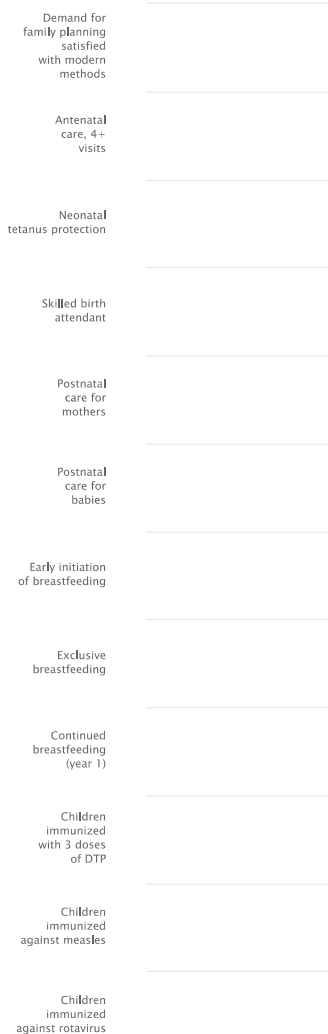 Demand for
family planning
satisfied
with modern
methods
Antenatal
care, 4+
visits
Neonatal
tetanus protection
Skilled birth
attendant
Postnatal
care for
mothers
Postnatal
care for
babies
Early initiation
of breastfeeding
Exclusive
breastfeeding
Continued
breastfeeding
(year 1)
Children
immunized
with 3 doses
of DTP
Children
immunized
against measles
Children
immunized
against rotavirus